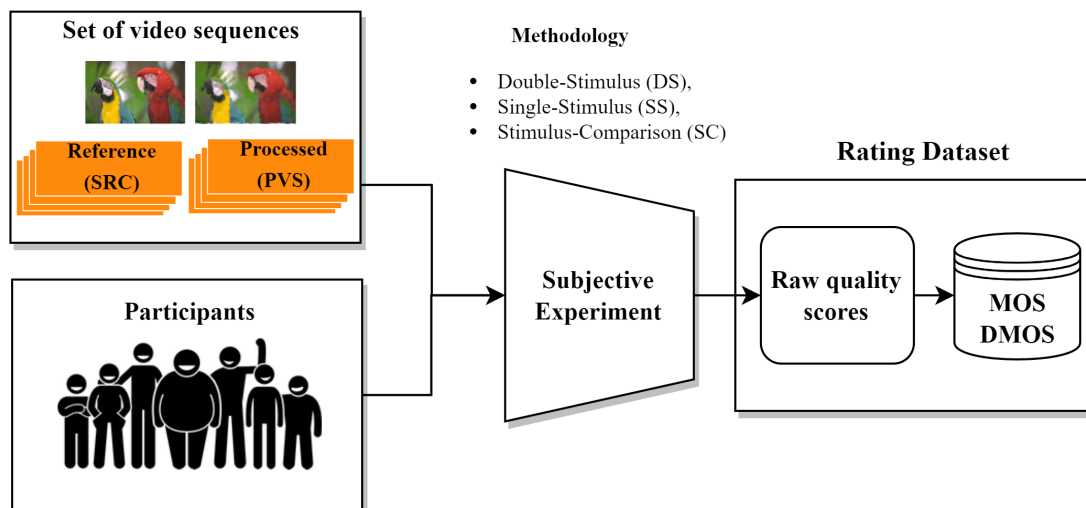 Set of video sequences
Reference
(SRC)
Processed
(PVS)
Participants
Methodology
• Double-Stimulus (DS),
• Single-Stimulus (SS),
• Stimulus-Comparison (SC)
Subjective
Experiment
Rating Dataset
Raw quality
scores
MOS
DMOS